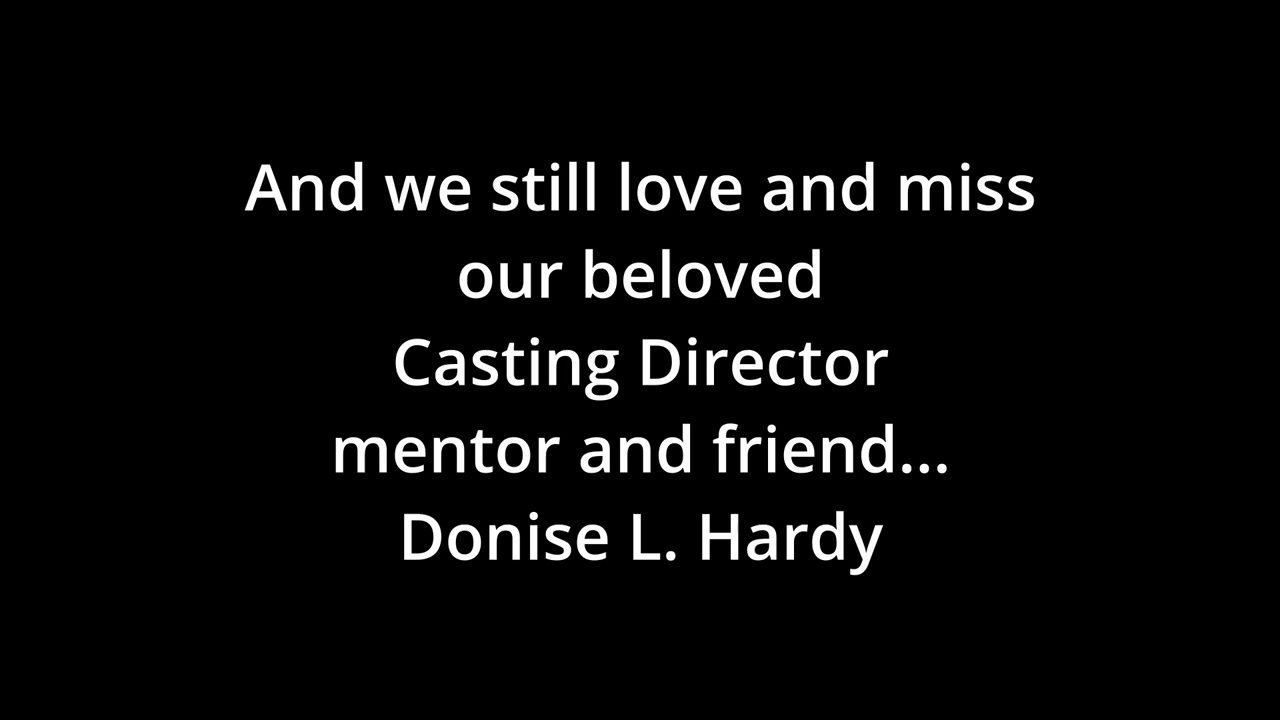 And we still love and miss
our beloved
Casting Director
mentor and friend...
Donise L. Hardy